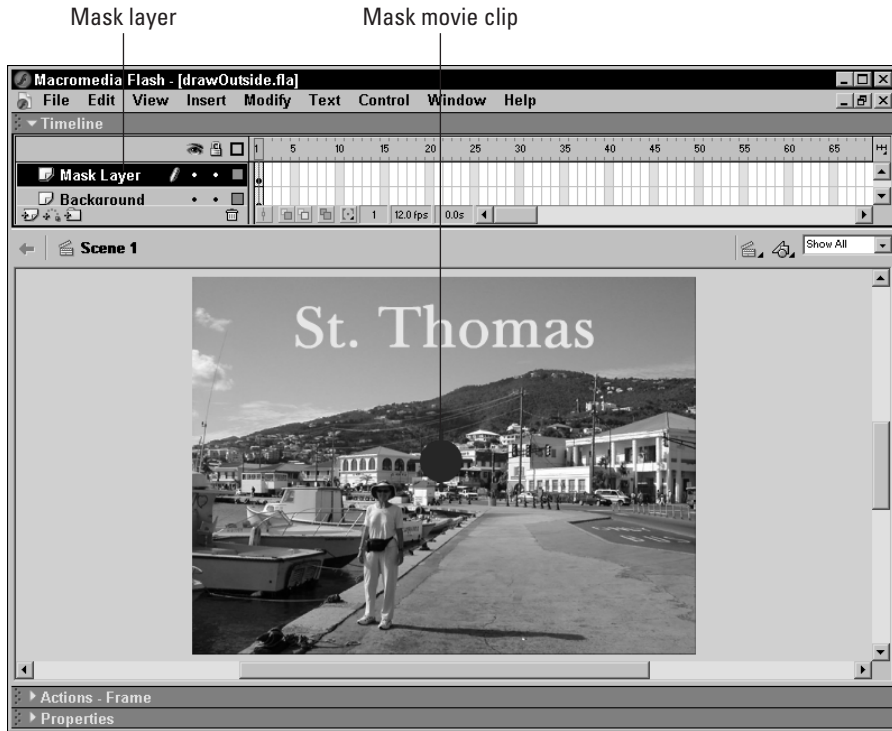 Mask layer Mask movie clip
Macromedia Flash - [drawOutside.fla]
File Edit View Insert Modify Text Control Window Help
Timeline
1 5 10 15 20 25 30 35 40 45 50 55 60 65
Mask Layer
Background
1 12.0 fps 0.0s
Scene 1 Show All
St. Thomas
Actions - Frame
Properties